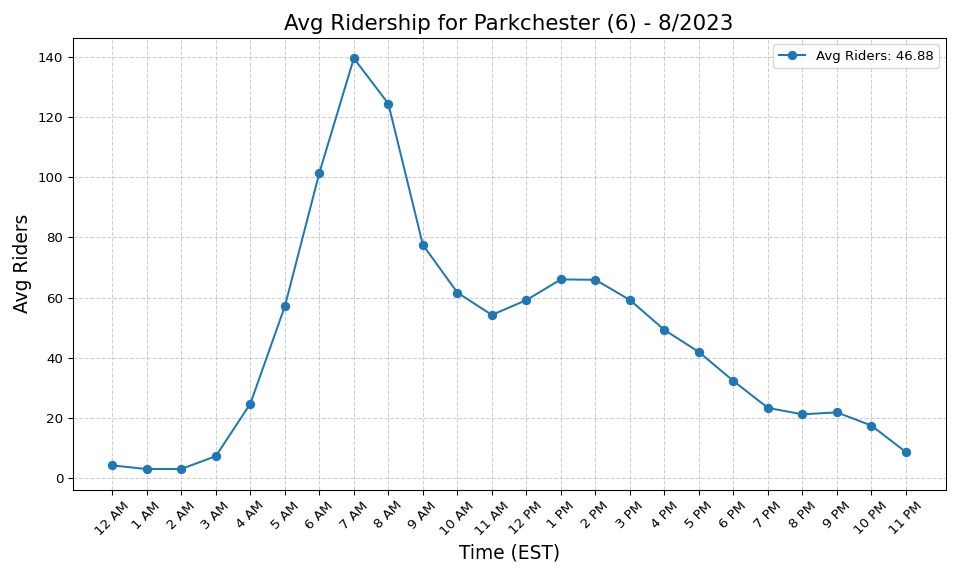 Avg Ridership for Parkchester (6) - 8/2023
Avg Riders: 46.88
Avg Riders
140
120
100
80
60
40
20
0
12 AM 1 AM 2 AM 3 AM 4 AM 5 AM 6 AM 7 AM 8 AM 9 AM 10 AM 11 AM 12 PM 1 PM 2 PM 3 PM 4 PM 5 PM 6 PM 7 PM 8 PM 9 PM 10 PM 11 PM
Time (EST)